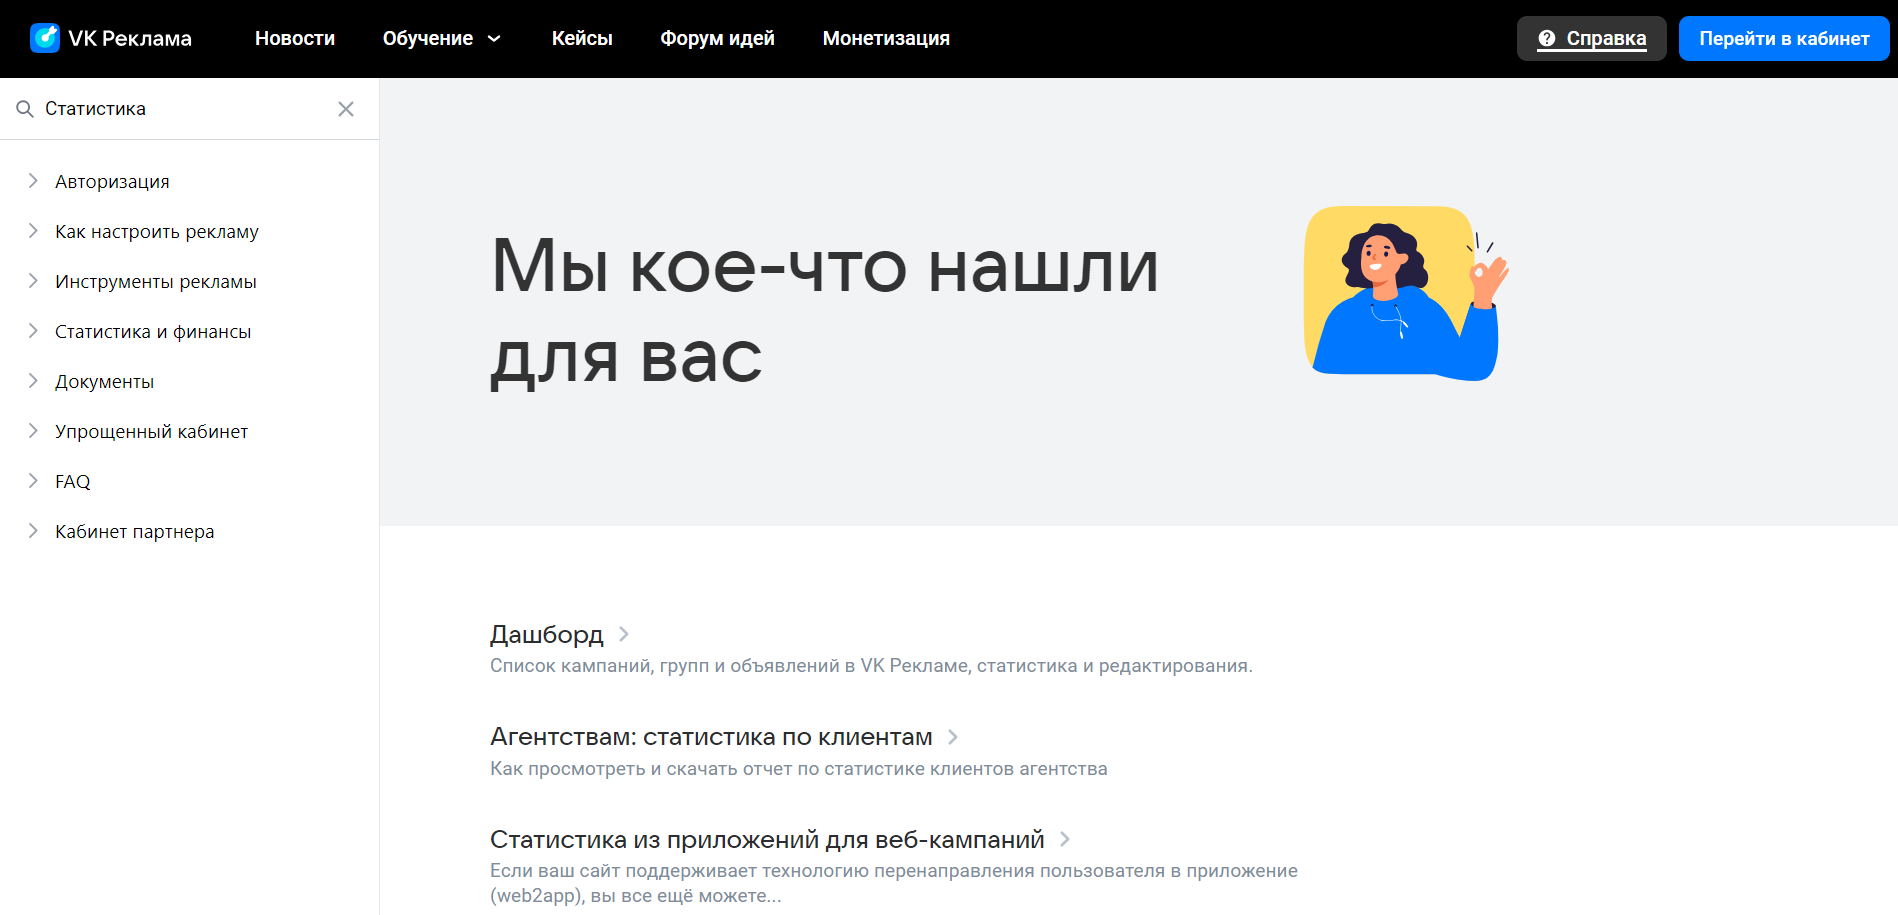 VK Реклама
Новости
Обучение
Кейсы
Форум идей
Монетизация
Справка
Перейти в кабинет
Статистика
Авторизация
Как настроить рекламу
Инструменты рекламы
Статистика и финансы
Документы
Упрощенный кабинет
FAQ
Кабинет партнера
Мы кое-что нашли
для вас
Дашборд
Список кампаний, групп и объявлений в VK Рекламе, статистика и редактирования.
Агентствам: статистика по клиентам
Как просмотреть и скачать отчет по статистике клиентов агентства
Статистика из приложений для веб-кампаний
Если ваш сайт поддерживает технологию перенаправления пользователя в приложение
(web2app), вы все ещё можете...